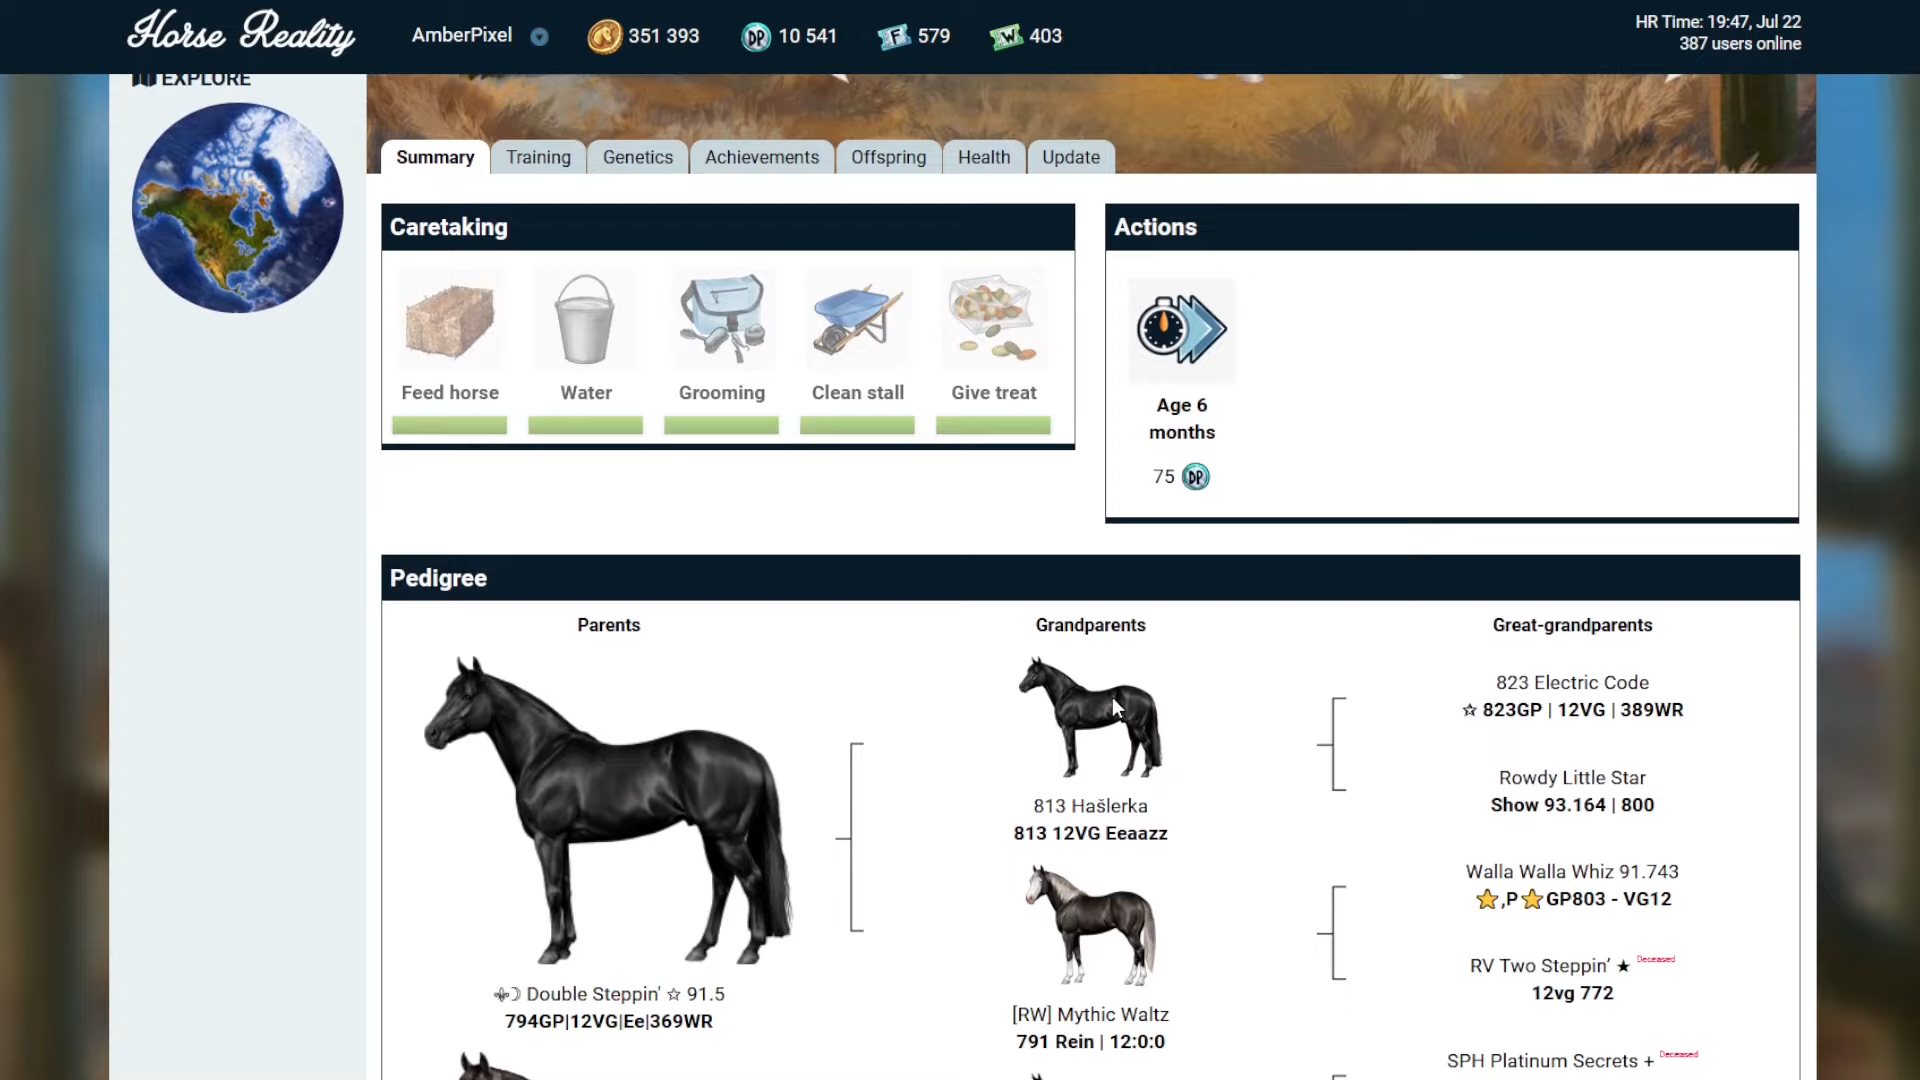 Horse Reality
AmberPixel
351 393
DP
10 541
F
579
W
403
HR Time: 19:47, Jul 22
387 users online
EXPLORE
Summary
Training
Genetics
Achievements
Offspring
Health
Update
Caretaking
Feed horse
Water
Grooming
Clean stall
Give treat
Actions
Age 6
months
75 DP
Pedigree
Parents
Grandparents
Great-grandparents
Double Steppin' ☆ 91.5
794GP|12VG|Ee|369WR
813 Hašlerka
813 12VG Eeaazz
[RW] Mythic Waltz
791 Rein | 12:0:0
823 Electric Code
☆ 823GP | 12VG | 389WR
Rowdy Little Star
Show 93.164 | 800
Walla Walla Whiz 91.743
⭐,P⭐GP803 - VG12
RV Two Steppin’ ★ Deceased
12vg 772
SPH Platinum Secrets + Deceased